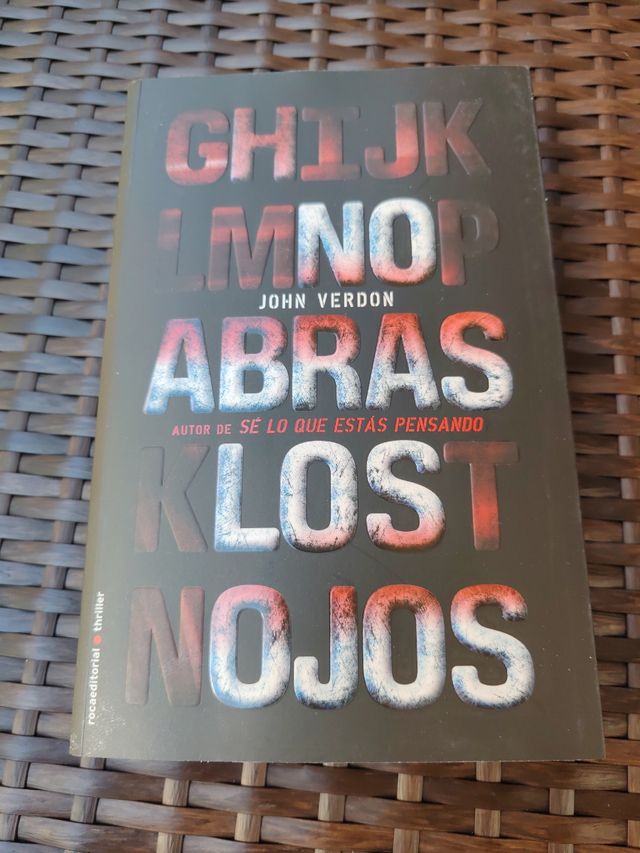 GHIJK
LMNOP
JOHN VERDON
ABRAS
AUTOR DE SÉ LO QUE ESTÁS PENSANDO
KLOST
NOJOS
rocaeditorial • thriller